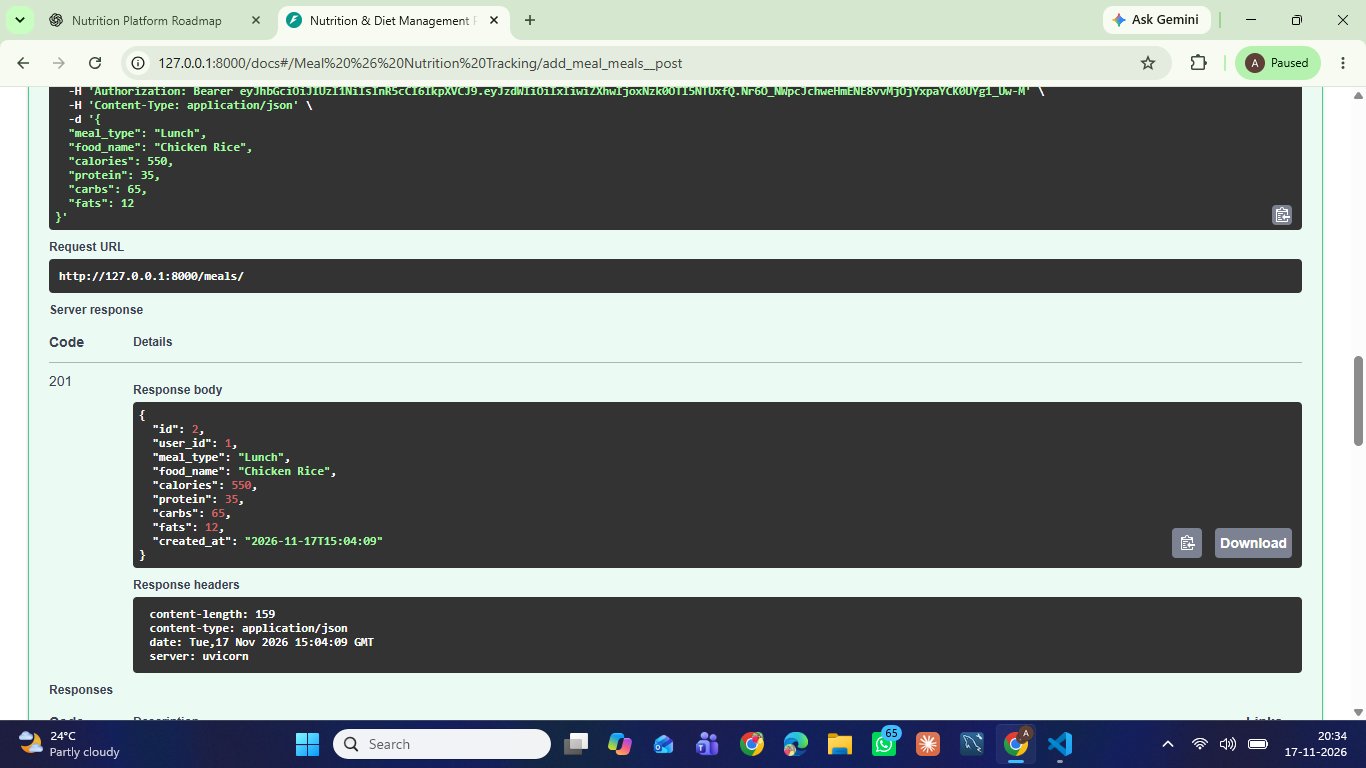 Nutrition Platform Roadmap
Nutrition & Diet Management P
Ask Gemini
127.0.0.1:8000/docs#/Meal%20%26%20Nutrition%20Tracking/add_meal_meals__post
A Paused
-H 'Content-Type: application/json' \
-d '{
"meal_type": "Lunch",
"food_name": "Chicken Rice",
"calories": 550,
"protein": 35,
"carbs": 65,
"fats": 12
}'
Request URL
http://127.0.0.1:8000/meals/
Server response
Code Details
201
Response body
{
"id": 2,
"user_id": 1,
"meal_type": "Lunch",
"food_name": "Chicken Rice",
"calories": 550,
"protein": 35,
"carbs": 65,
"fats": 12,
"created_at": "2026-11-17T15:04:09"
}
Download
Response headers
content-length: 159
content-type: application/json
date: Tue,17 Nov 2026 15:04:09 GMT
server: uvicorn
Responses
Code Description Links
24°C
Partly cloudy
Search
65
A
20:34
17-11-2026